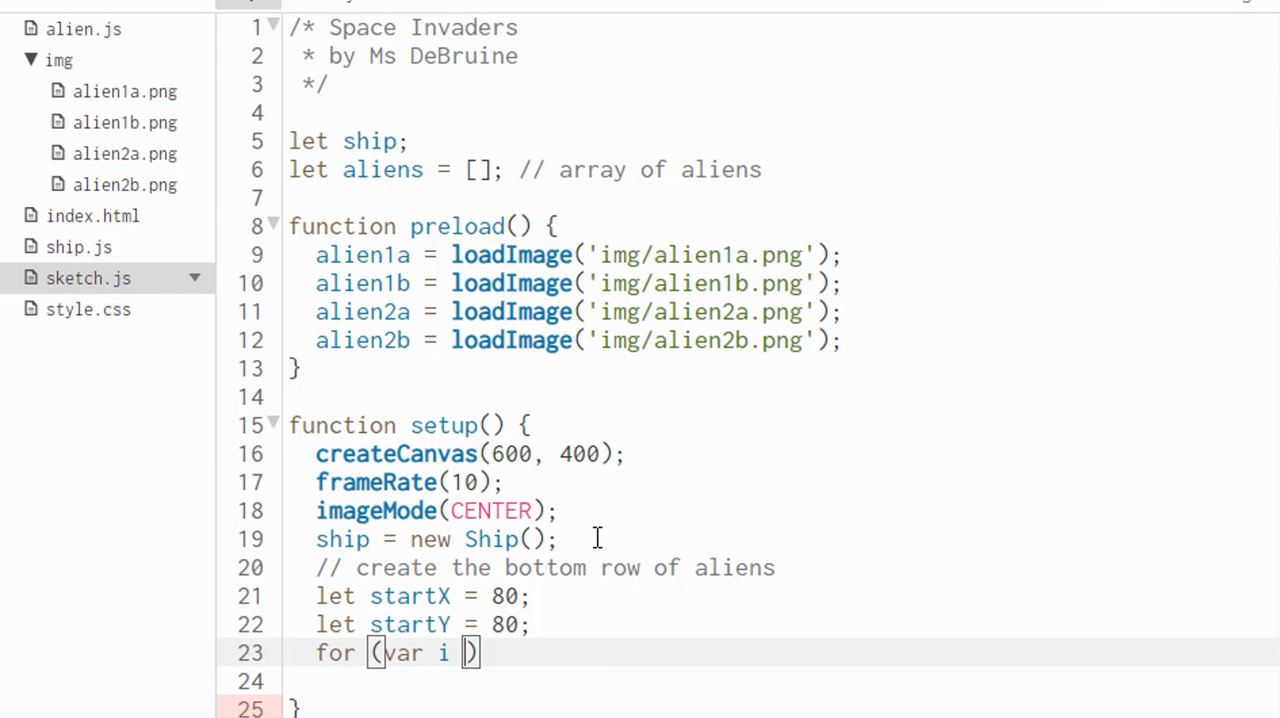 alien.js
img
alien1a.png
alien1b.png
alien2a.png
alien2b.png
index.html
ship.js
sketch.js
style.css
1 /* Space Invaders
2 * by Ms DeBruine
3 */
4
5 let ship;
6 let aliens = []; // array of aliens
7
8 function preload() {
9 alien1a = loadImage('img/alien1a.png');
10 alien1b = loadImage('img/alien1b.png');
11 alien2a = loadImage('img/alien2a.png');
12 alien2b = loadImage('img/alien2b.png');
13 }
14
15 function setup() {
16 createCanvas(600, 400);
17 frameRate(10);
18 imageMode(CENTER);
19 ship = new Ship();
20 // create the bottom row of aliens
21 let startX = 80;
22 let startY = 80;
23 for (var i )
24
25 }